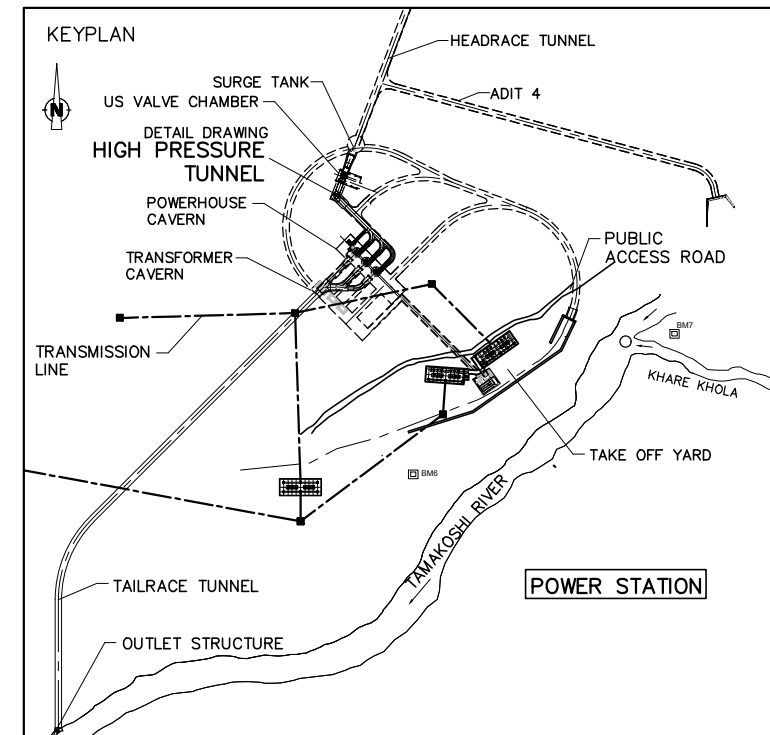 KEYPLAN
HEADRACE TUNNEL
SURGE TANK
US VALVE CHAMBER
ADIT 4
N
DETAIL DRAWING
HIGH PRESSURE
TUNNEL
POWERHOUSE
CAVERN
PUBLIC
ACCESS ROAD
TRANSFORMER
CAVERN
BM7
TRANSMISSION
LINE
KHARE KHOLA
TAKE OFF YARD
BM6
TAMAKOSHI RIVER
POWER STATION
TAILRACE TUNNEL
OUTLET STRUCTURE